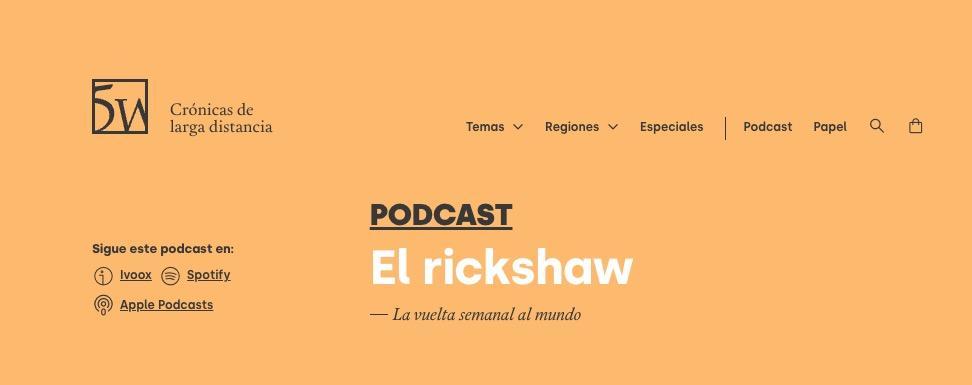 5W
Crónicas de
larga distancia
Temas
Regiones
Especiales
Podcast
Papel
PODCAST
El rickshaw
— La vuelta semanal al mundo
Sigue este podcast en:
Ivoox
Spotify
Apple Podcasts